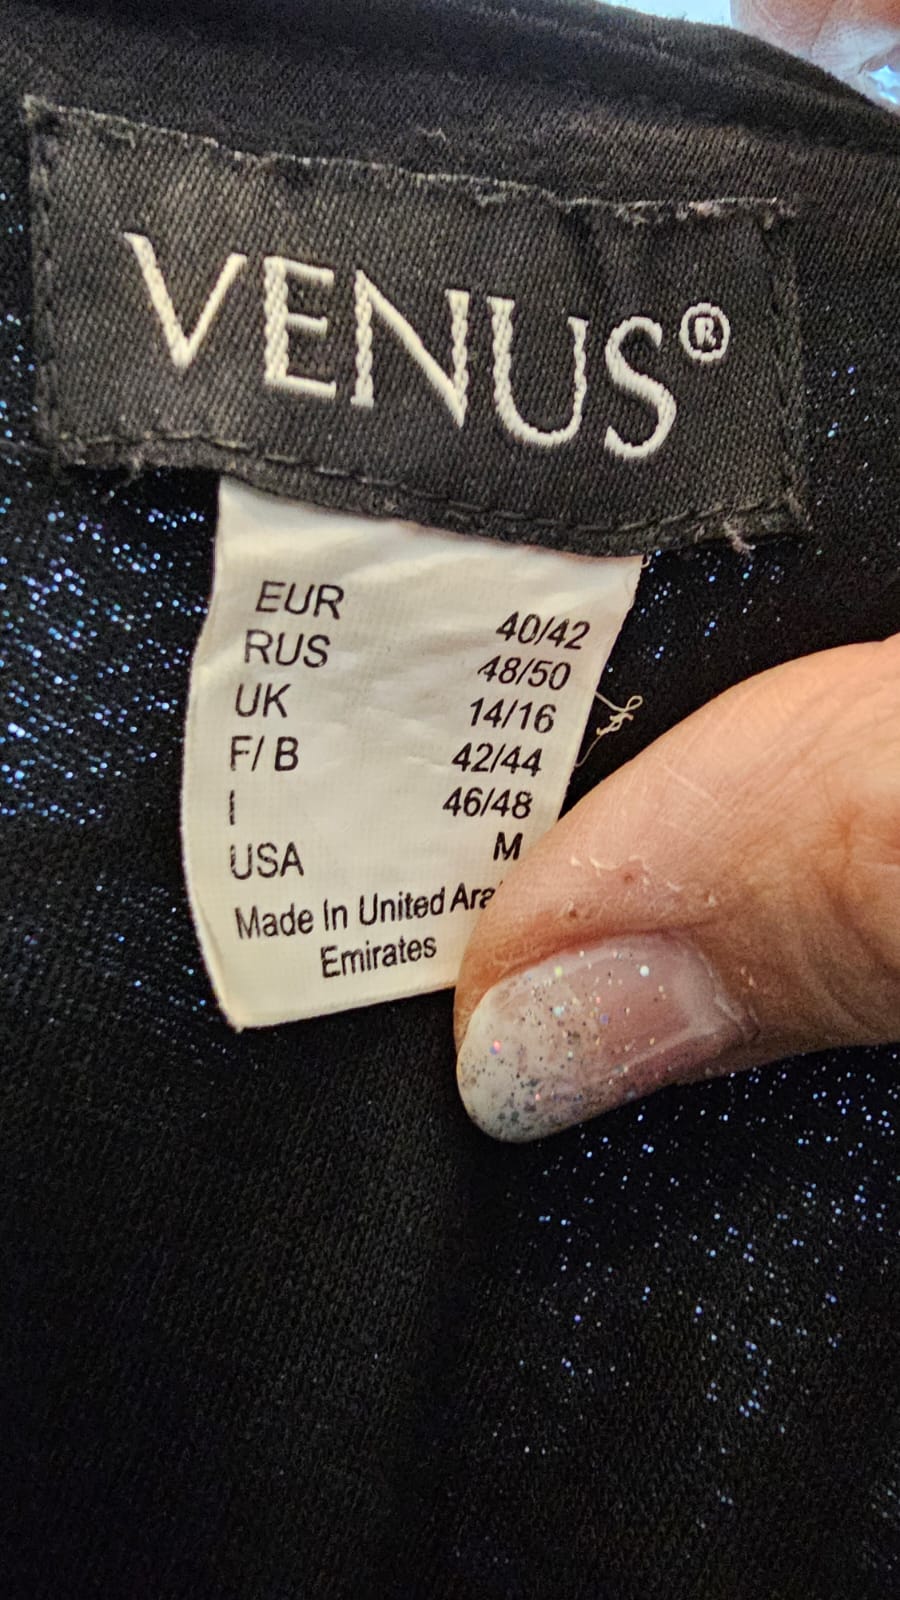 VENUS®
EUR 40/42
RUS 48/50
UK 14/16
F/B 42/44
I 46/48
USA M
Made In United Ara
Emirates